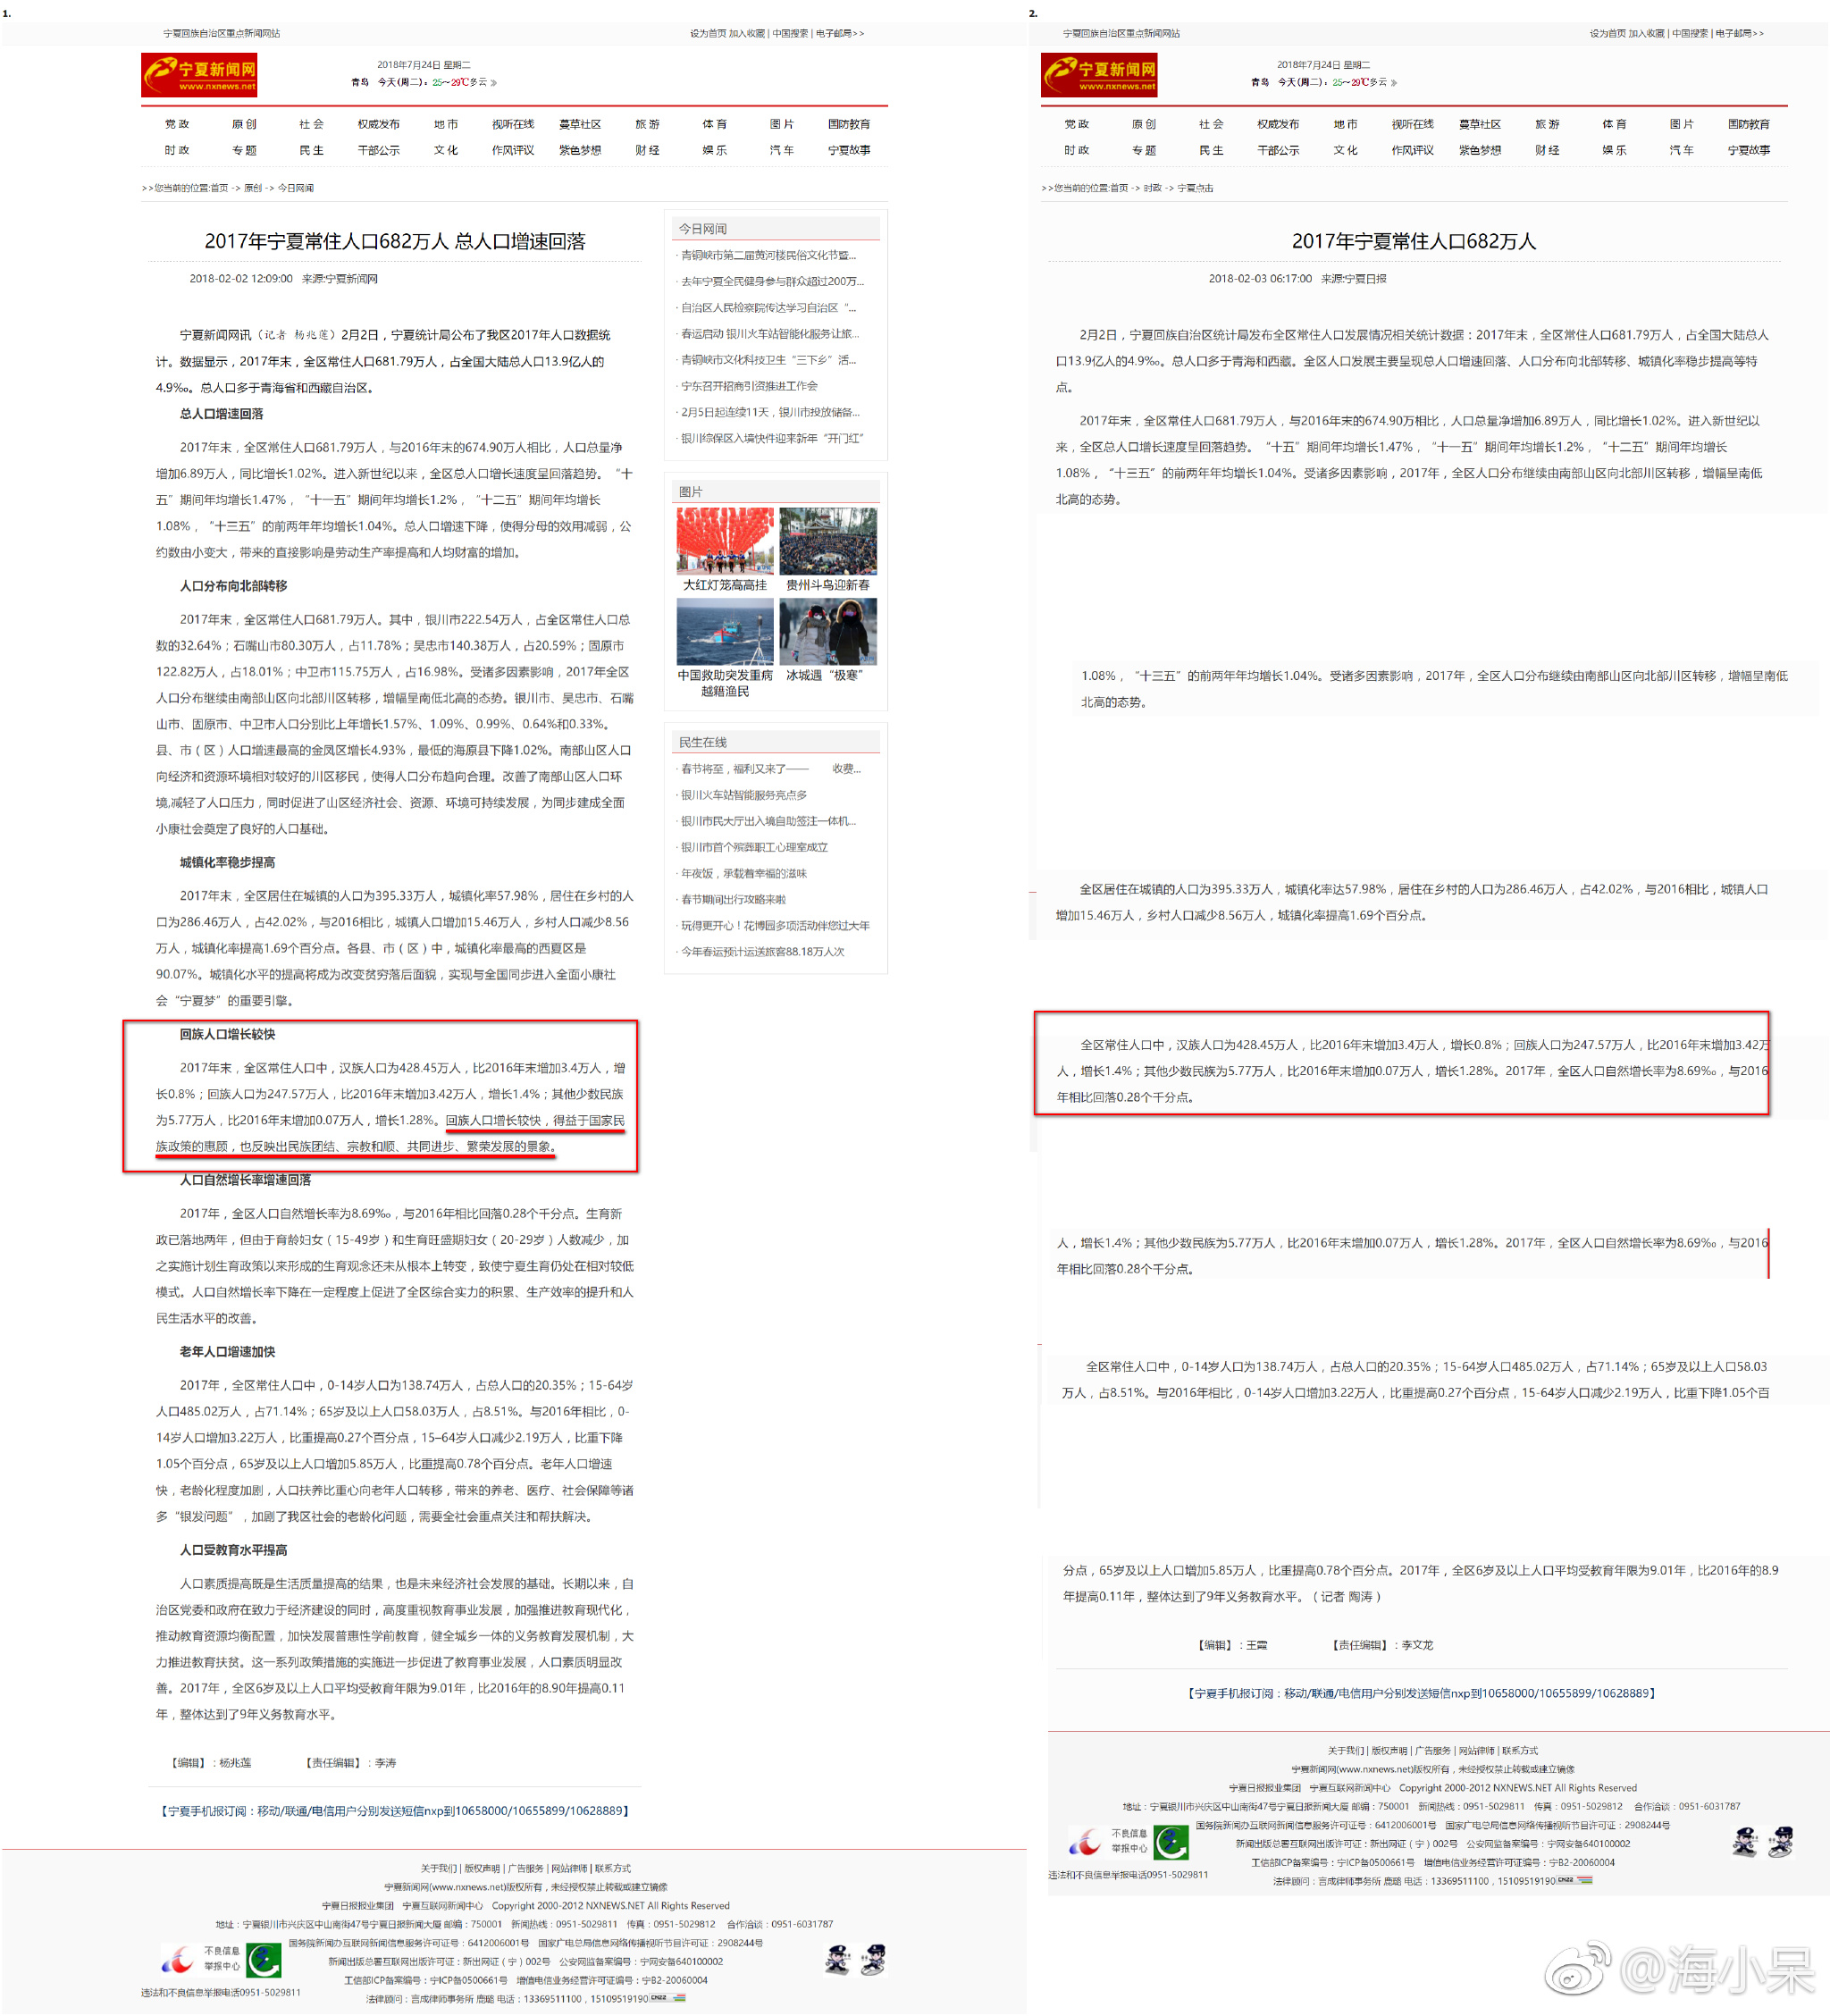 1.
宁夏回族自治区重点新闻网站
设为首页 加入收藏 | 中国搜索 | 电子邮局>>
宁夏新闻网
www.nxnews.net
2018年7月24日 星期二
青岛 今天(周二)：25~29℃多云 »
党 政 原 创 社 会 权威发布 地 市 视听在线 蔓草社区 旅 游 体 育 图 片 国防教育
时 政 专 题 民 生 干部公示 文 化 作风评议 紫色梦想 财 经 娱 乐 汽 车 宁夏故事
>>您当前的位置:首页 -> 原创 -> 今日网闻
2017年宁夏常住人口682万人 总人口增速回落
2018-02-02 12:09:00 来源:宁夏新闻网
宁夏新闻网讯（记者 杨兆莲）2月2日，宁夏统计局公布了我区2017年人口数据统
计。数据显示，2017年末，全区常住人口681.79万人，占全国大陆总人口13.9亿人的
4.9‰。总人口多于青海省和西藏自治区。
总人口增速回落
2017年末，全区常住人口681.79万人，与2016年末的674.90万人相比，人口总量净
增加6.89万人，同比增长1.02%。进入新世纪以来，全区总人口增长速度呈回落趋势。“十
五”期间年均增长1.47%，“十一五”期间年均增长1.2%，“十二五”期间年均增长
1.08%，“十三五”的前两年年均增长1.04%。总人口增速下降，使得分母的效用减弱，公
约数由小变大，带来的直接影响是劳动生产率提高和人均财富的增加。
人口分布向北部转移
2017年末，全区常住人口681.79万人。其中，银川市222.54万人，占全区常住人口总
数的32.64%；石嘴山市80.30万人，占11.78%；吴忠市140.38万人，占20.59%；固原市
122.82万人，占18.01%；中卫市115.75万人，占16.98%。受诸多因素影响，2017年全区
人口分布继续由南部山区向北部川区转移，增幅呈南低北高的态势。银川市、吴忠市、石嘴
山市、固原市、中卫市人口分别比上年增长1.57%、1.09%、0.99%、0.64%和0.33%。
县、市（区）人口增速最高的金凤区增长4.93%，最低的海原县下降1.02%。南部山区人口
向经济和资源环境相对较好的川区移民，使得人口分布趋向合理。改善了南部山区人口环
境,减轻了人口压力，同时促进了山区经济社会、资源、环境可持续发展，为同步建成全面
小康社会奠定了良好的人口基础。
城镇化率稳步提高
2017年末，全区居住在城镇的人口为395.33万人，城镇化率57.98%，居住在乡村的人
口为286.46万人，占42.02%，与2016相比，城镇人口增加15.46万人，乡村人口减少8.56
万人，城镇化率提高1.69个百分点。各县、市（区）中，城镇化率最高的西夏区是
90.07%。城镇化水平的提高将成为改变贫穷落后面貌，实现与全国同步进入全面小康社
会“宁夏梦”的重要引擎。
回族人口增长较快
2017年末，全区常住人口中，汉族人口为428.45万人，比2016年末增加3.4万人，增
长0.8%；回族人口为247.57万人，比2016年末增加3.42万人，增长1.4%；其他少数民族
为5.77万人，比2016年末增加0.07万人，增长1.28%。回族人口增长较快，得益于国家民
族政策的惠顾，也反映出民族团结、宗教和顺、共同进步、繁荣发展的景象。
人口自然增长率增速回落
2017年，全区人口自然增长率为8.69‰，与2016年相比回落0.28个千分点。生育新
政已落地两年，但由于育龄妇女（15-49岁）和生育旺盛期妇女（20-29岁）人数减少，加
之实施计划生育政策以来形成的生育观念还未从根本上转变，致使宁夏生育仍处在相对较低
模式。人口自然增长率下降在一定程度上促进了全区综合实力的积累、生产效率的提升和人
民生活水平的改善。
老年人口增速加快
2017年，全区常住人口中，0-14岁人口为138.74万人，占总人口的20.35%；15-64岁
人口485.02万人，占71.14%；65岁及以上人口58.03万人，占8.51%。与2016年相比，0-
14岁人口增加3.22万人，比重提高0.27个百分点，15–64岁人口减少2.19万人，比重下降
1.05个百分点，65岁及以上人口增加5.85万人，比重提高0.78个百分点。老年人口增速
快，老龄化程度加剧，人口扶养比重心向老年人口转移，带来的养老、医疗、社会保障等诸
多“银发问题”，加剧了我区社会的老龄化问题，需要全社会重点关注和帮扶解决。
人口受教育水平提高
人口素质提高既是生活质量提高的结果，也是未来经济社会发展的基础。长期以来，自
治区党委和政府在致力于经济建设的同时，高度重视教育事业发展，加强推进教育现代化，
推动教育资源均衡配置，加快发展普惠性学前教育，健全城乡一体的义务教育发展机制，大
力推进教育扶贫。这一系列政策措施的实施进一步促进了教育事业发展，人口素质明显改
善。2017年，全区6岁及以上人口平均受教育年限为9.01年，比2016年的8.90年提高0.11
年，整体达到了9年义务教育水平。
【编辑】：杨兆莲 【责任编辑】：李涛
【宁夏手机报订阅：移动/联通/电信用户分别发送短信nxp到10658000/10655899/10628889】
今日网闻
· 青铜峡市第二届黄河楼民俗文化节暨...
· 去年宁夏全民健身参与群众超过200万...
· 自治区人民检察院传达学习自治区“...
· 春运启动 银川火车站智能化服务让旅...
· 青铜峡市文化科技卫生“三下乡”活...
· 宁东召开招商引资推进工作会
· 2月5日起连续11天，银川市投放储备...
· 银川综保区入境快件迎来新年“开门红”
图片
大红灯笼高高挂 贵州斗鸟迎新春
中国救助突发重病 冰城遇“极寒”
越籍渔民
民生在线
· 春节将至，福利又来了—— 收费...
· 银川火车站智能服务亮点多
· 银川市民大厅出入境自助签注一体机...
· 银川市首个殡葬职工心理室成立
· 年夜饭，承载着幸福的滋味
· 春节期间出行攻略来啦
· 玩得更开心！花博园多项活动伴您过大年
· 今年春运预计运送旅客88.18万人次
关于我们 | 版权声明 | 广告服务 | 网站律师 | 联系方式
宁夏新闻网(www.nxnews.net)版权所有，未经授权禁止转载或建立镜像
宁夏日报报业集团 宁夏互联网新闻中心 Copyright 2000-2012 NXNEWS.NET All Rights Reserved
地址：宁夏银川市兴庆区中山南街47号宁夏日报新闻大厦 邮编：750001 新闻热线：0951-5029811 传真：0951-5029812 合作洽谈：0951-6031787
国务院新闻办互联网新闻信息服务许可证号：6412006001号 国家广电总局信息网络传播视听节目许可证：2908244号
新闻出版总署互联网出版许可证：新出网证（宁）002号 公安网监备案编号：宁网安备640100002
工信部ICP备案编号：宁ICP备0500661号 增值电信业务经营许可证编号：宁B2-20060004
法律顾问：言成律师事务所 鹿璐 电话：13369511100，15109519190 CNZZ
不良信息
举报中心
违法和不良信息举报电话0951-5029811
2.
宁夏回族自治区重点新闻网站
设为首页 加入收藏 | 中国搜索 | 电子邮局>>
宁夏新闻网
www.nxnews.net
2018年7月24日 星期二
青岛 今天(周二)：25~29℃多云 »
党 政 原 创 社 会 权威发布 地 市 视听在线 蔓草社区 旅 游 体 育 图 片 国防教育
时 政 专 题 民 生 干部公示 文 化 作风评议 紫色梦想 财 经 娱 乐 汽 车 宁夏故事
>>您当前的位置:首页 -> 时政 -> 宁夏点击
2017年宁夏常住人口682万人
2018-02-03 06:17:00 来源:宁夏日报
2月2日，宁夏回族自治区统计局发布全区常住人口发展情况相关统计数据：2017年末，全区常住人口681.79万人，占全国大陆总人
口13.9亿人的4.9‰。总人口多于青海和西藏。全区人口发展主要呈现总人口增速回落、人口分布向北部转移、城镇化率稳步提高等特
点。
2017年末，全区常住人口681.79万人，与2016年末的674.90万相比，人口总量净增加6.89万人，同比增长1.02%。进入新世纪以
来，全区总人口增长速度呈回落趋势。“十五”期间年均增长1.47%，“十一五”期间年均增长1.2%，“十二五”期间年均增长
1.08%，“十三五”的前两年年均增长1.04%。受诸多因素影响，2017年，全区人口分布继续由南部山区向北部川区转移，增幅呈南低
北高的态势。
1.08%，“十三五”的前两年年均增长1.04%。受诸多因素影响，2017年，全区人口分布继续由南部山区向北部川区转移，增幅呈南低
北高的态势。
全区居住在城镇的人口为395.33万人，城镇化率达57.98%，居住在乡村的人口为286.46万人，占42.02%，与2016相比，城镇人口
增加15.46万人，乡村人口减少8.56万人，城镇化率提高1.69个百分点。
全区常住人口中，汉族人口为428.45万人，比2016年末增加3.4万人，增长0.8%；回族人口为247.57万人，比2016年末增加3.42万
人，增长1.4%；其他少数民族为5.77万人，比2016年末增加0.07万人，增长1.28%。2017年，全区人口自然增长率为8.69‰，与2016
年相比回落0.28个千分点。
人，增长1.4%；其他少数民族为5.77万人，比2016年末增加0.07万人，增长1.28%。2017年，全区人口自然增长率为8.69‰，与2016
年相比回落0.28个千分点。
全区常住人口中，0-14岁人口为138.74万人，占总人口的20.35%；15-64岁人口485.02万人，占71.14%；65岁及以上人口58.03
万人，占8.51%。与2016年相比，0-14岁人口增加3.22万人，比重提高0.27个百分点，15-64岁人口减少2.19万人，比重下降1.05个百
分点，65岁及以上人口增加5.85万人，比重提高0.78个百分点。2017年，全区6岁及以上人口平均受教育年限为9.01年，比2016年的8.9
年提高0.11年，整体达到了9年义务教育水平。（记者 陶涛）
【编辑】：王霞 【责任编辑】：李文龙
【宁夏手机报订阅：移动/联通/电信用户分别发送短信nxp到10658000/10655899/10628889】
关于我们 | 版权声明 | 广告服务 | 网站律师 | 联系方式
宁夏新闻网(www.nxnews.net)版权所有，未经授权禁止转载或建立镜像
宁夏日报报业集团 宁夏互联网新闻中心 Copyright 2000-2012 NXNEWS.NET All Rights Reserved
地址：宁夏银川市兴庆区中山南街47号宁夏日报新闻大厦 邮编：750001 新闻热线：0951-5029811 传真：0951-5029812 合作洽谈：0951-6031787
国务院新闻办互联网新闻信息服务许可证号：6412006001号 国家广电总局信息网络传播视听节目许可证：2908244号
新闻出版总署互联网出版许可证：新出网证（宁）002号 公安网监备案编号：宁网安备640100002
工信部ICP备案编号：宁ICP备0500661号 增值电信业务经营许可证编号：宁B2-20060004
法律顾问：言成律师事务所 鹿璐 电话：13369511100，15109519190 CNZZ
不良信息
举报中心
违法和不良信息举报电话0951-5029811
@海小呆